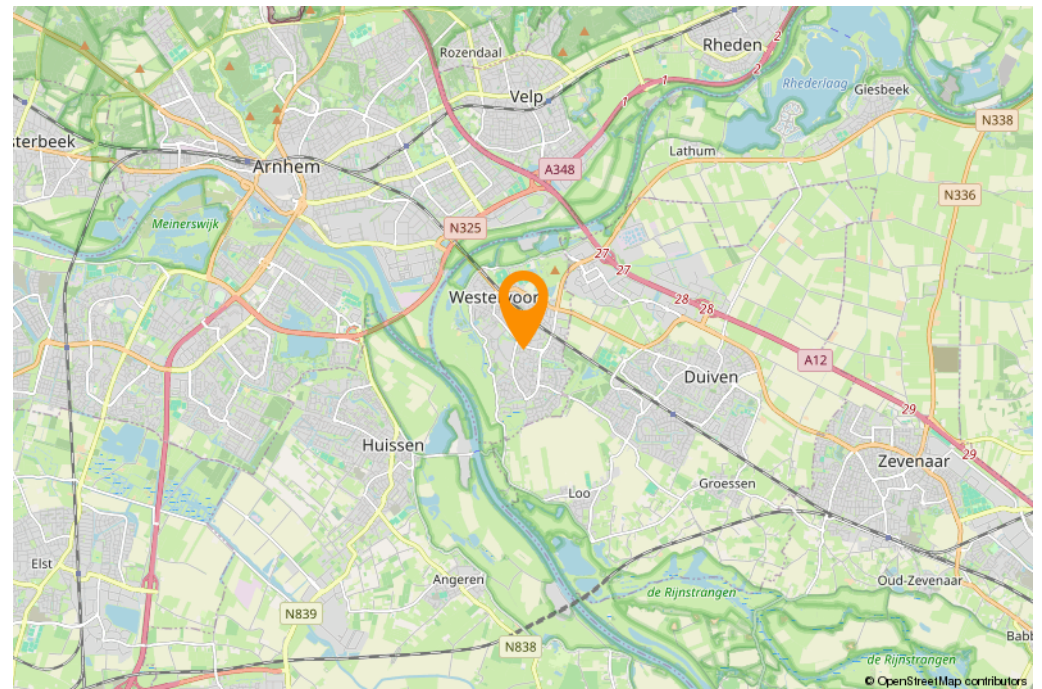 Rozendaal
Rheden
2
2
1
1
Rhederlaag
Giesbeek
Velp
N338
sterbeek
Arnhem
Lathum
A348
N336
Meinerswijk
N325
27
27
28
28
Westervoor
A12
Duiven
29
29
Huissen
Zevenaar
Groessen
Loo
Elst
Angeren
Oud-Zevenaar
de Rijnstrangen
N839
N838
Babb
de Rijnstrangen
© OpenStreetMap contributors